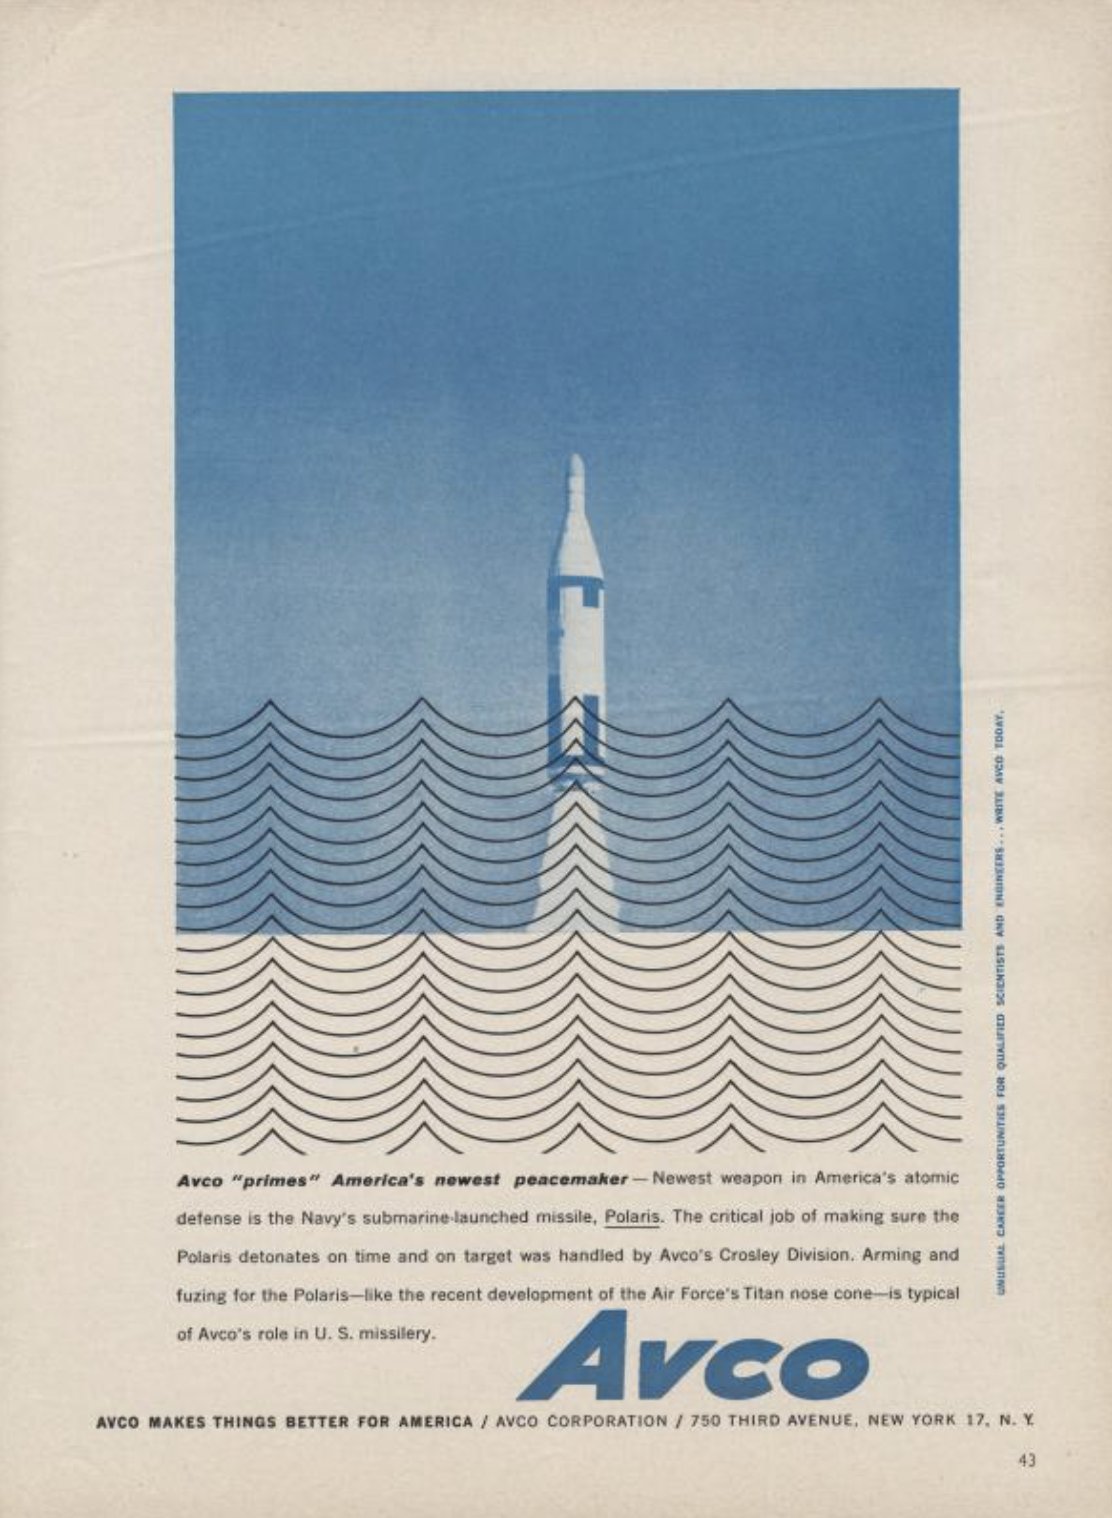 Avco "primes" America's newest peacemaker — Newest weapon in America's atomic
defense is the Navy's submarine-launched missile, Polaris. The critical job of making sure the
Polaris detonates on time and on target was handled by Avco's Crosley Division. Arming and
fuzing for the Polaris—like the recent development of the Air Force's Titan nose cone—is typical
of Avco's role in U. S. missilery.
Avco
AVCO MAKES THINGS BETTER FOR AMERICA / AVCO CORPORATION / 750 THIRD AVENUE, NEW YORK 17, N. Y.
UNUSUAL CAREER OPPORTUNITIES FOR QUALIFIED SCIENTISTS AND ENGINEERS... WRITE AVCO TODAY.
43